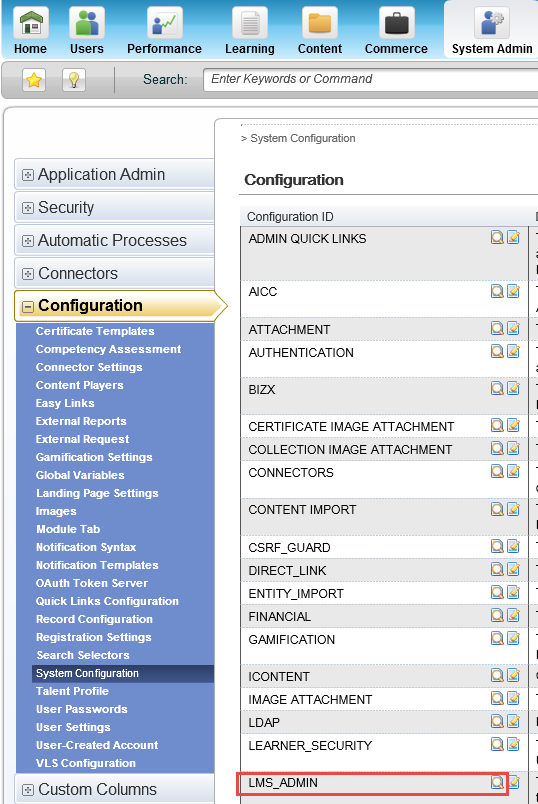 Home Users Performance Learning Content Commerce System Admin
Search: Enter Keywords or Command
> System Configuration
Application Admin
Security
Automatic Processes
Connectors
Configuration
Certificate Templates
Competency Assessment
Connector Settings
Content Players
Easy Links
External Reports
External Request
Gamification Settings
Global Variables
Landing Page Settings
Images
Module Tab
Notification Syntax
Notification Templates
OAuth Token Server
Quick Links Configuration
Record Configuration
Registration Settings
Search Selectors
System Configuration
Talent Profile
User Passwords
User Settings
User-Created Account
VLS Configuration
Custom Columns
Configuration
Configuration ID
ADMIN QUICK LINKS
AICC
ATTACHMENT
AUTHENTICATION
BIZX
CERTIFICATE IMAGE ATTACHMENT
COLLECTION IMAGE ATTACHMENT
CONNECTORS
CONTENT IMPORT
CSRF_GUARD
DIRECT_LINK
ENTITY_IMPORT
FINANCIAL
GAMIFICATION
ICONTENT
IMAGE ATTACHMENT
LDAP
LEARNER_SECURITY
LMS_ADMIN